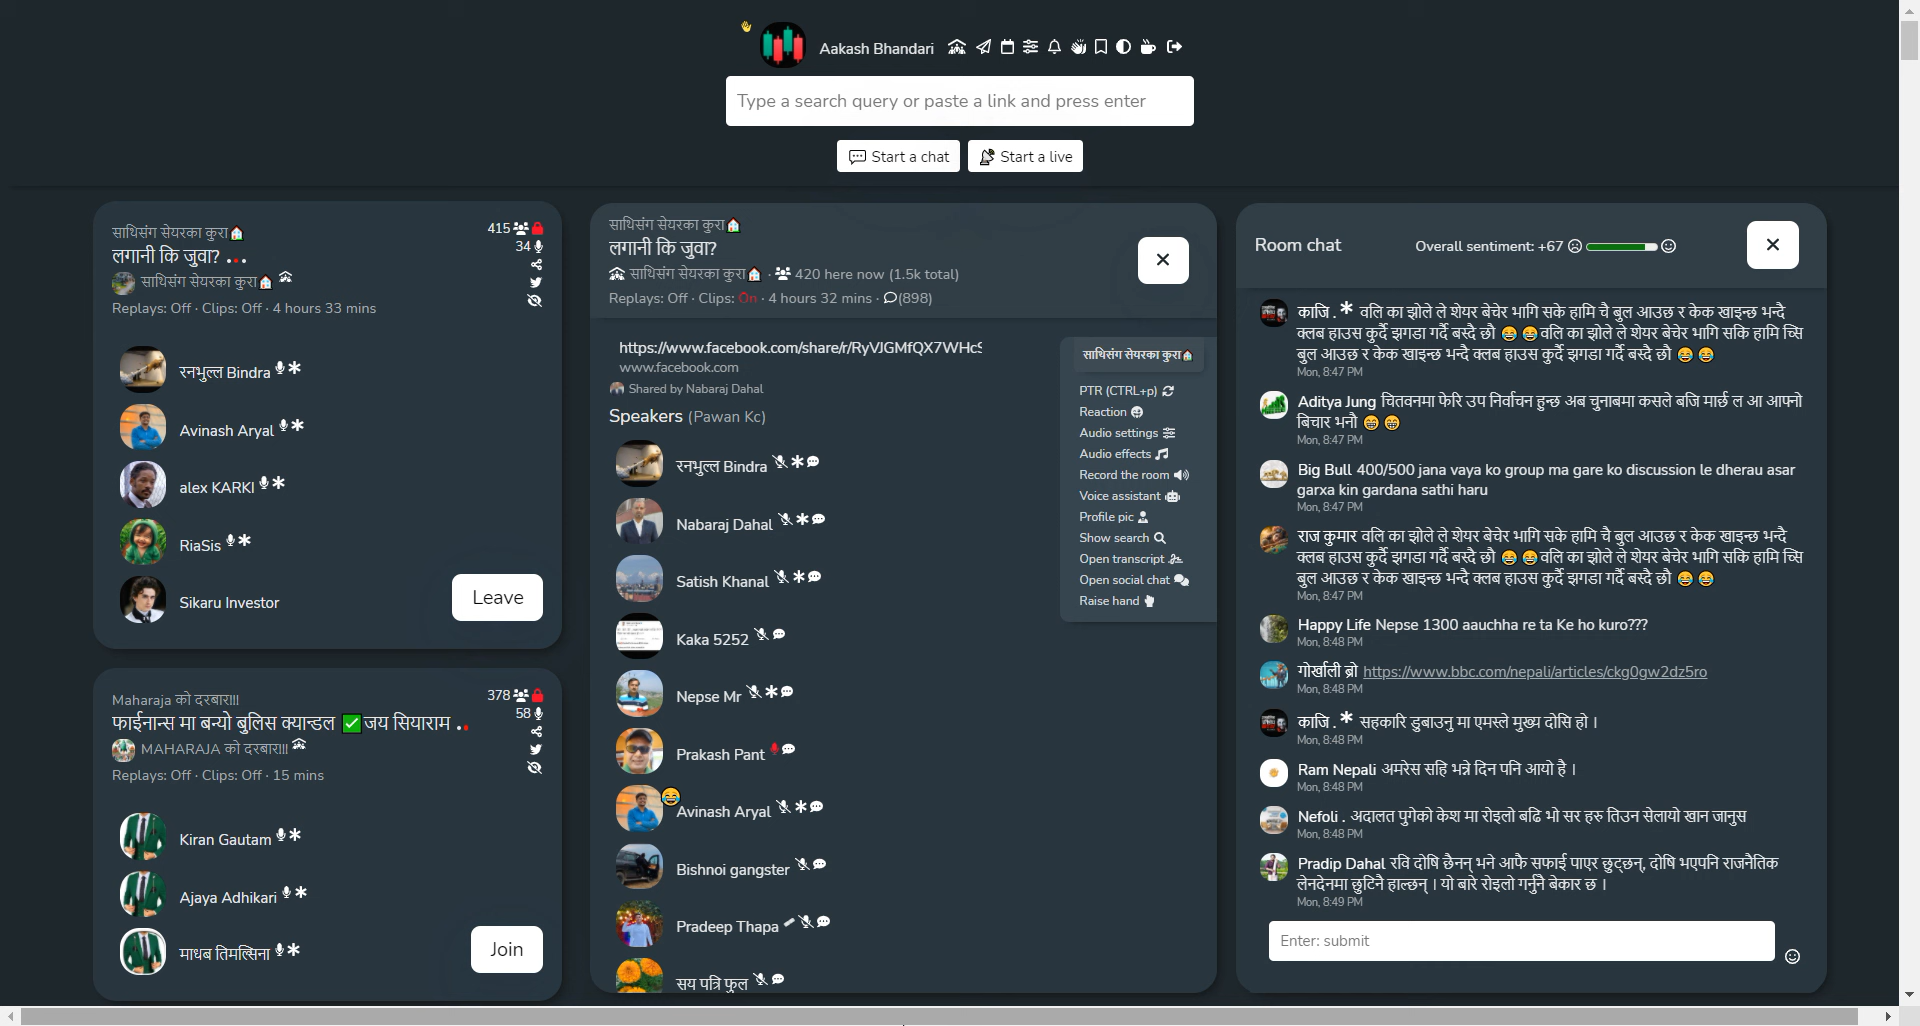 Aakash Bhandari
Type a search query or paste a link and press enter
Start a chat
Start a live
साथिसंग सेयरका कुरा
415
लगानी कि जुवा? ...
34
साथिसंग सेयरका कुरा
Replays: Off · Clips: Off · 4 hours 33 mins
रनभुल्ल Bindra
Avinash Aryal
alex KARKI
RiaSis
Sikaru Investor
Leave
Maharaja को दरबार!!!
378
फाईनान्स मा बन्यो बुलिस क्यान्डल ✅जय सियाराम ..
58
MAHARAJA को दरबार!!!
Replays: Off · Clips: Off · 15 mins
Kiran Gautam
Ajaya Adhikari
माधब तिमल्सिना
Join
साथिसंग सेयरका कुरा
लगानी कि जुवा?
साथिसंग सेयरका कुरा · 420 here now (1.5k total)
Replays: Off · Clips: On · 4 hours 32 mins · (898)
https://www.facebook.com/share/r/RyVJGMfQX7WHcS
www.facebook.com
Shared by Nabaraj Dahal
Speakers (Pawan Kc)
रनभुल्ल Bindra
Nabaraj Dahal
Satish Khanal
Kaka 5252
Nepse Mr
Prakash Pant
Avinash Aryal
Bishnoi gangster
Pradeep Thapa
सय पत्रि फुल
साथिसंग सेयरका कुरा
PTR (CTRL+p)
Reaction
Audio settings
Audio effects
Record the room
Voice assistant
Profile pic
Show search
Open transcript
Open social chat
Raise hand
Room chat
Overall sentiment: +67
काजि . * वलि का झोले ले शेयर बेचेर भागि सके हामि चै बुल आउछ र केक खाइन्छ भन्दै
क्लब हाउस कुर्दै झगडा गर्दै बस्दै छौ 😂 😂वलि का झोले ले शेयर बेचेर भागि सकि हामि च्सि
बुल आउछ र केक खाइन्छ भन्दै क्लब हाउस कुर्दै झगडा गर्दै बस्दै छौ 😂 😂
Mon, 8:47 PM
Aditya Jung चितवनमा फेरि उप निर्वाचन हुन्छ अब चुनाबमा कसले बजि मार्छ ल आ आफ्नो
बिचार भनौ 😁 😁
Mon, 8:47 PM
Big Bull 400/500 jana vaya ko group ma gare ko discussion le dherau asar
garxa kin gardana sathi haru
Mon, 8:47 PM
राज कुमार वलि का झोले ले शेयर बेचेर भागि सके हामि चै बुल आउछ र केक खाइन्छ भन्दै
क्लब हाउस कुर्दै झगडा गर्दै बस्दै छौ 😂 😂वलि का झोले ले शेयर बेचेर भागि सकि हामि च्सि
बुल आउछ र केक खाइन्छ भन्दै क्लब हाउस कुर्दै झगडा गर्दै बस्दै छौ 😂 😂
Mon, 8:47 PM
Happy Life Nepse 1300 aauchha re ta Ke ho kuro???
Mon, 8:48 PM
गोर्खाली ब्रो https://www.bbc.com/nepali/articles/ckg0gw2dz5ro
Mon, 8:48 PM
काजि . * सहकारि डुबाउनु मा एमस्ले मुख्य दोसि हो ।
Mon, 8:48 PM
Ram Nepali अमरेस सहि भन्ने दिन पनि आयो है ।
Mon, 8:48 PM
Nefoli . अदालत पुगेको केश मा रोइलो बढि भो सर हरु तिउन सेलायो खान जानुस
Mon, 8:48 PM
Pradip Dahal रवि दोषि छैनन् भने आफै सफाई पाएर छुट्छन्, दोषि भएपनि राजनैतिक
लेनदेनमा छुटिनै हाल्छन् । यो बारे रोइलो गर्नुनै बेकार छ ।
Mon, 8:49 PM
Enter: submit